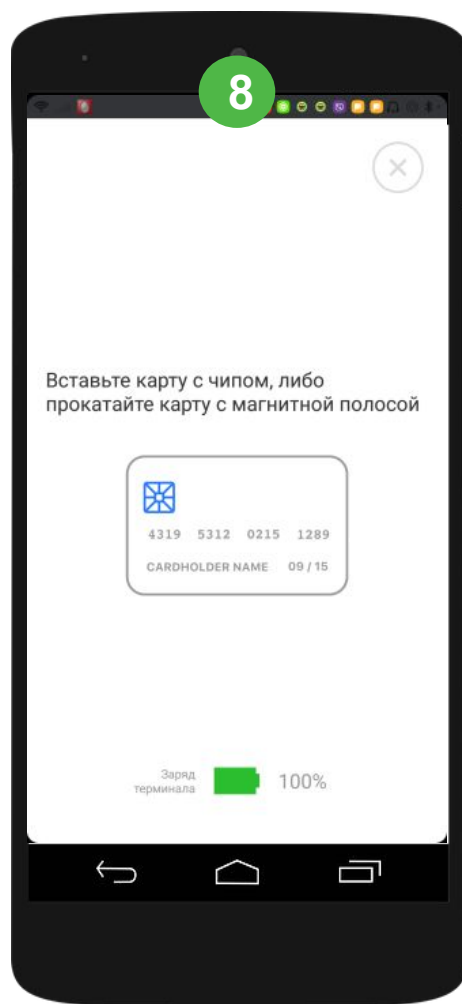 8
Вставьте карту с чипом, либо
прокатайте карту с магнитной полосой
4319 5312 0215 1289
CARDHOLDER NAME 09 / 15
Заряд
терминала
100%